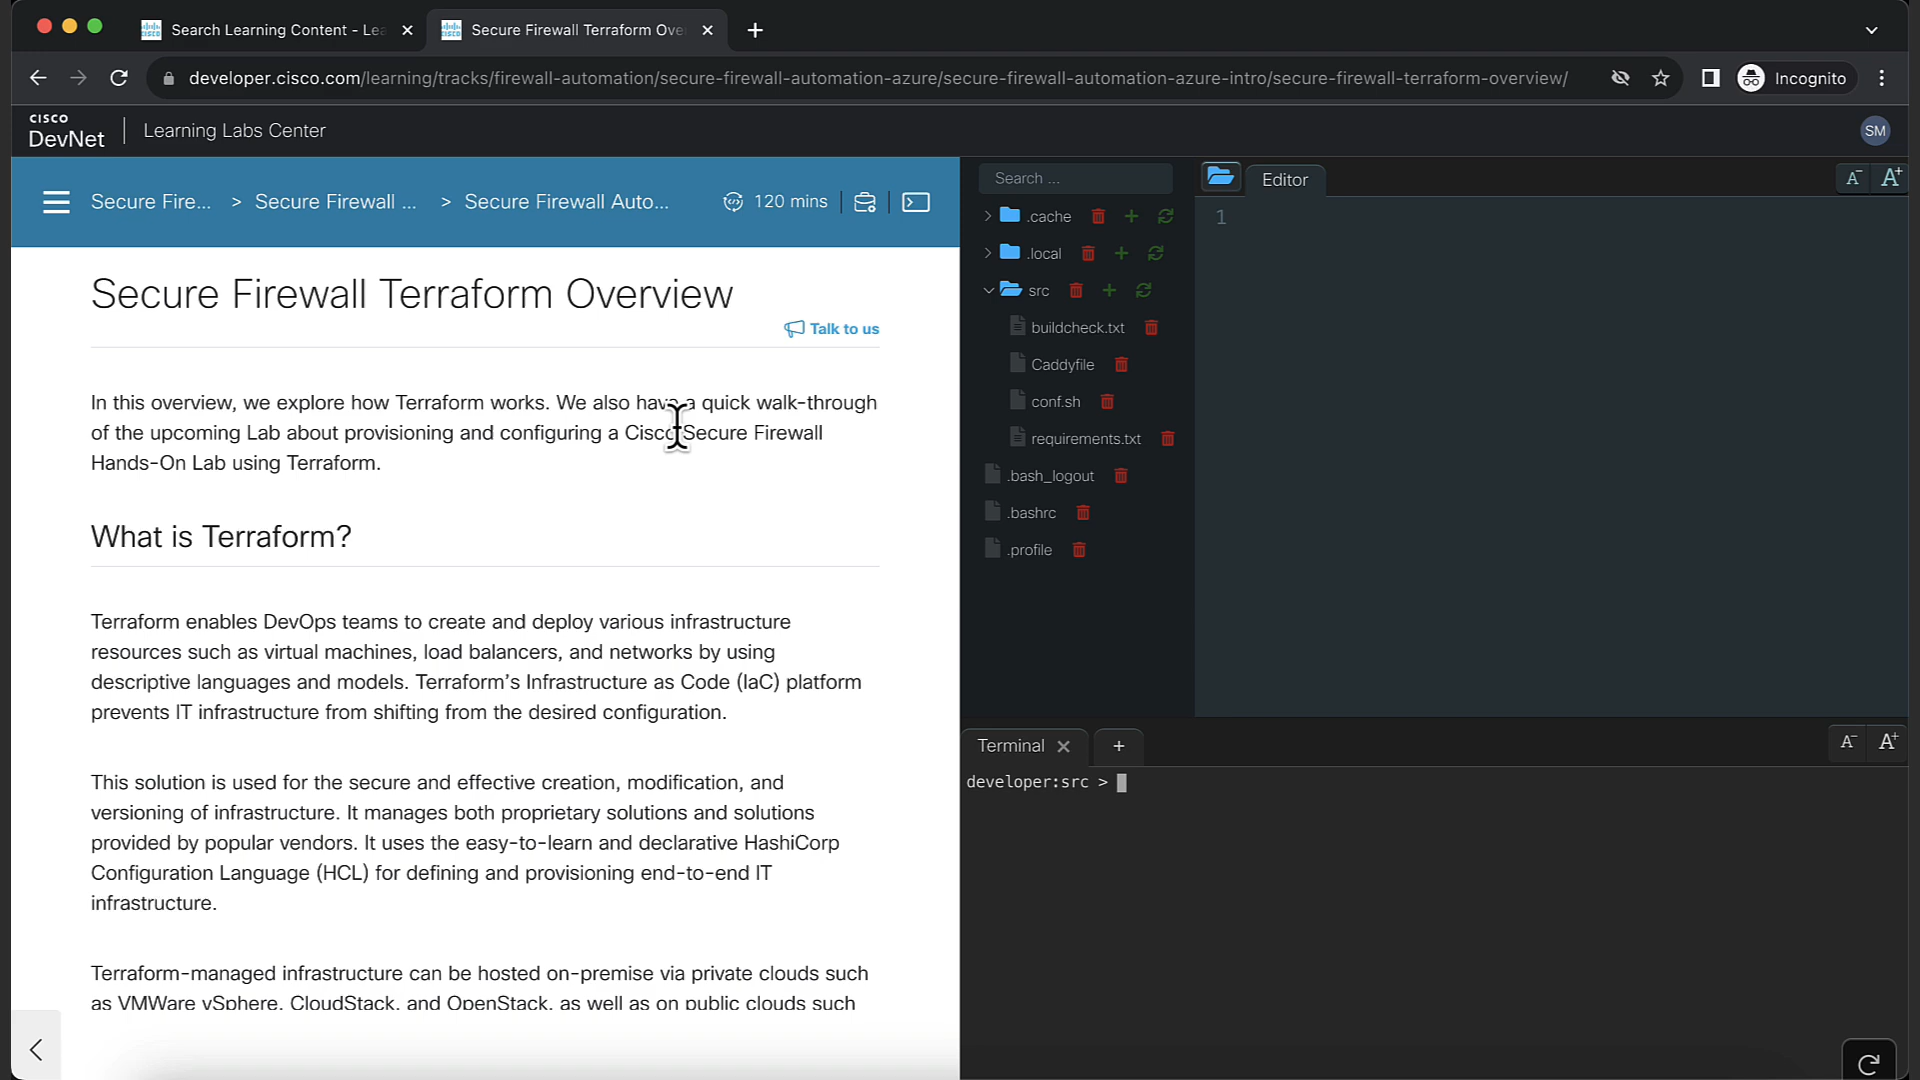 Search Learning Content - Lea
Secure Firewall Terraform Ove
developer.cisco.com/learning/tracks/firewall-automation/secure-firewall-automation-azure/secure-firewall-automation-azure-intro/secure-firewall-terraform-overview/
Incognito
CISCO
DevNet
Learning Labs Center
SM
Secure Fire... > Secure Firewall ... > Secure Firewall Auto...
120 mins
Secure Firewall Terraform Overview
Talk to us
In this overview, we explore how Terraform works. We also have a quick walk-through
of the upcoming Lab about provisioning and configuring a Cisco Secure Firewall
Hands-On Lab using Terraform.
What is Terraform?
Terraform enables DevOps teams to create and deploy various infrastructure
resources such as virtual machines, load balancers, and networks by using
descriptive languages and models. Terraform's Infrastructure as Code (IaC) platform
prevents IT infrastructure from shifting from the desired configuration.
This solution is used for the secure and effective creation, modification, and
versioning of infrastructure. It manages both proprietary solutions and solutions
provided by popular vendors. It uses the easy-to-learn and declarative HashiCorp
Configuration Language (HCL) for defining and provisioning end-to-end IT
infrastructure.
Terraform-managed infrastructure can be hosted on-premise via private clouds such
as VMWare vSphere, CloudStack, and OpenStack, as well as on public clouds such
Search ...
.cache
.local
src
buildcheck.txt
Caddyfile
conf.sh
requirements.txt
.bash_logout
.bashrc
.profile
Editor
A- A+
1
Terminal
A- A+
developer:src >